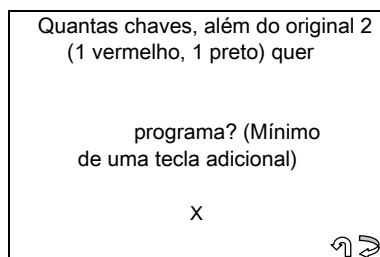 Quantas chaves, além do original 2
(1 vermelho, 1 preto) quer
programa? (Mínimo
de uma tecla adicional)
X